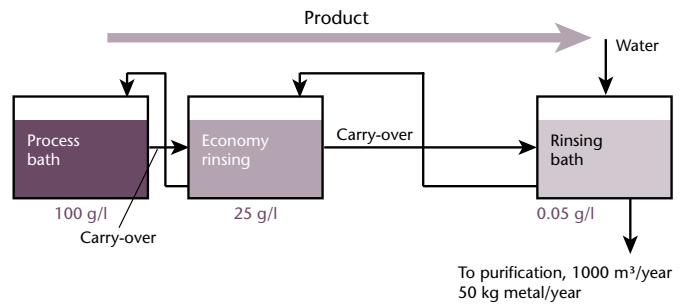 Product
Water
Process
bath
Economy
rinsing
Carry-over
Rinsing
bath
100 g/l
25 g/l
0.05 g/l
Carry-over
To purification, 1000 m³/year
50 kg metal/year